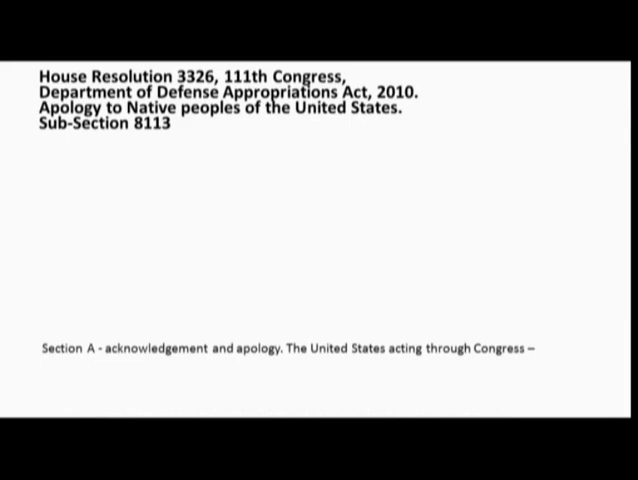 House Resolution 3326, 111th Congress,
Department of Defense Appropriations Act, 2010.
Apology to Native peoples of the United States.
Sub-Section 8113
Section A - acknowledgement and apology. The United States acting through Congress –